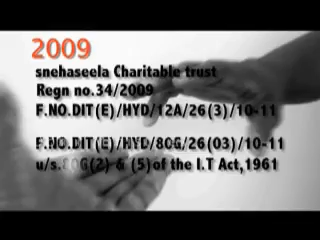 2009
snehaseela Charitable trust
Regn no.34/2009
F.NO.DIT(E)/HYD/12A/26(3)/10-11
F.NO.DIT(E)/HYD/80G/26(03)/10-11
u/s.80G(2) & (5)of the I.T Act,1961